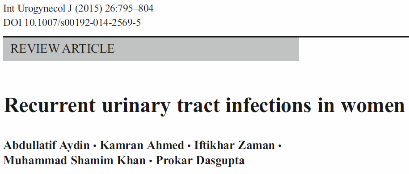 Int Urogynecol J (2015) 26:795–804
DOI 10.1007/s00192-014-2569-5
REVIEW ARTICLE
Recurrent urinary tract infections in women
Abdullatif Aydin · Kamran Ahmed · Iftikhar Zaman ·
Muhammad Shamim Khan · Prokar Dasgupta